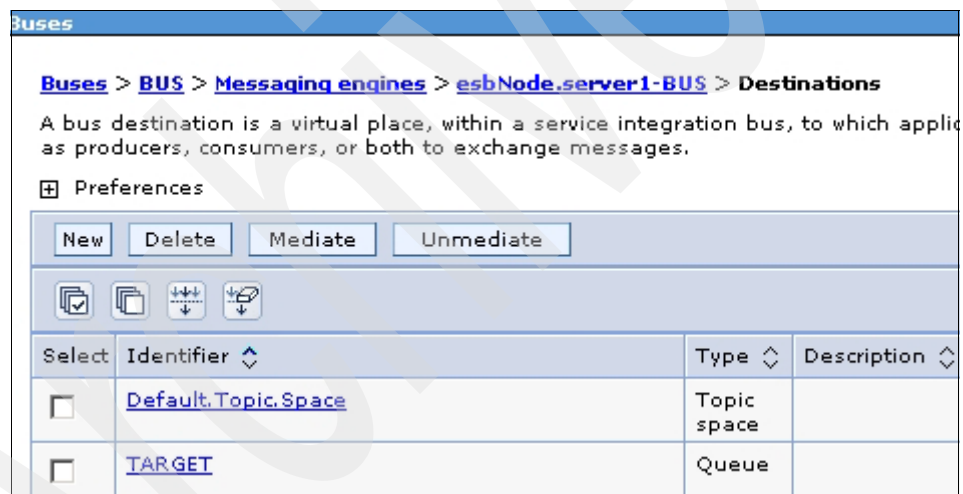 Buses
Buses > BUS > Messaging engines > esbNode.server1-BUS > Destinations
A bus destination is a virtual place, within a service integration bus, to which applic
as producers, consumers, or both to exchange messages.
Preferences
New Delete Mediate Unmediate
Select Identifier Type Description
Default.Topic.Space Topic
space
TARGET Queue